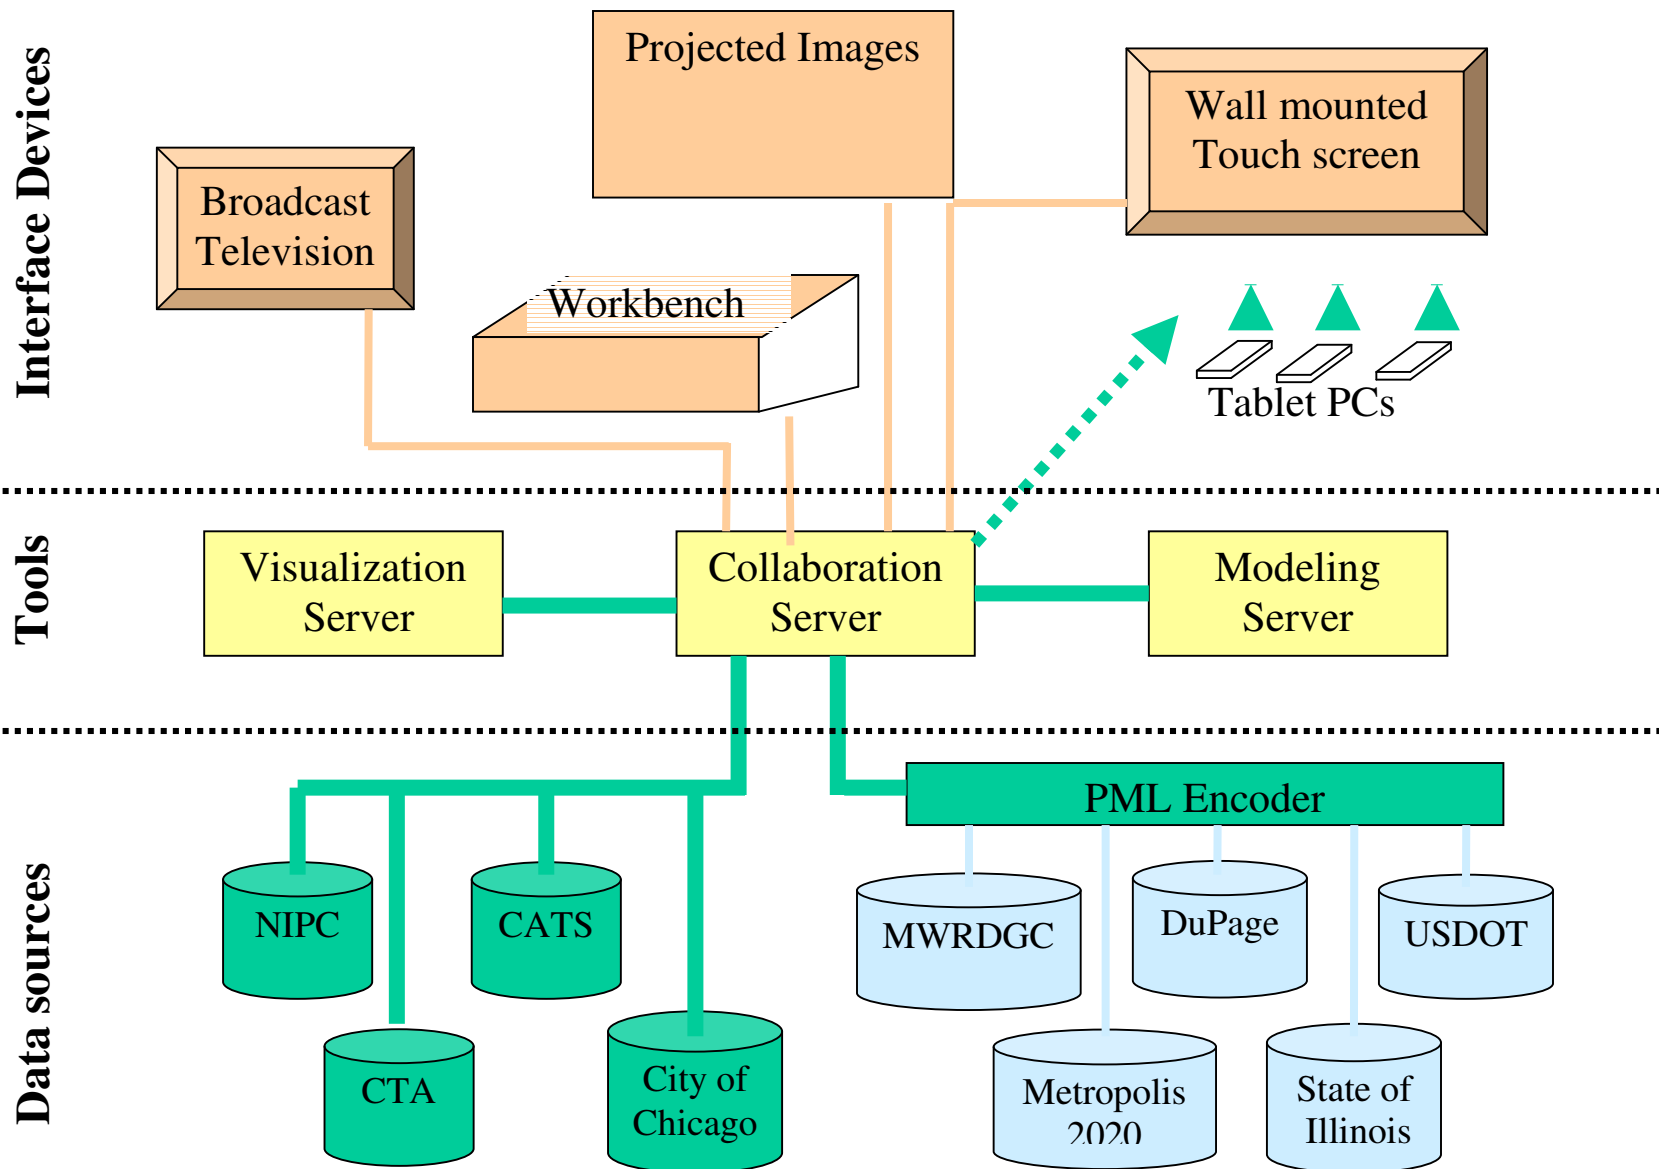 Interface Devices
Projected Images
Wall mounted
Touch screen
Broadcast
Television
Workbench
Tablet PCs
Tools
Visualization
Server
Collaboration
Server
Modeling
Server
Data sources
PML Encoder
NIPC
CATS
MWRDGC
DuPage
USDOT
CTA
City of
Chicago
Metropolis
2020
State of
Illinois